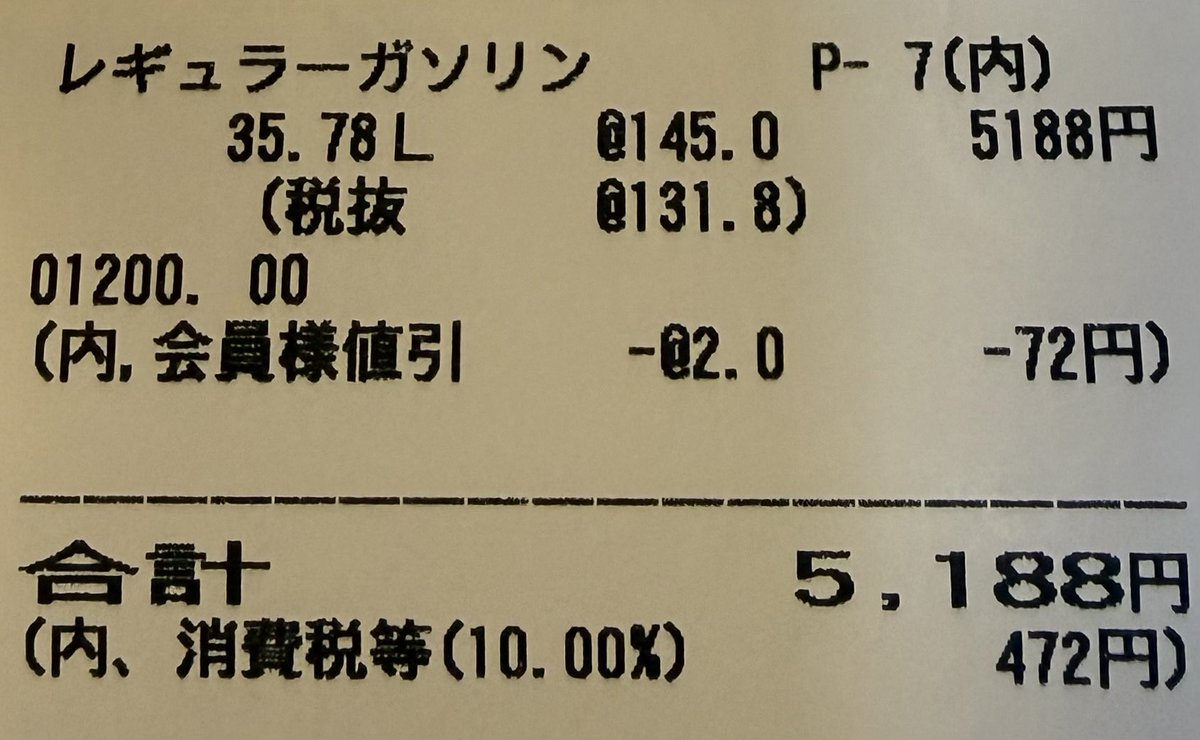 レギュラーガソリン P- 7(内)
35.78L @145.0 5188円
(税抜 @131.8)
01200. 00
(内,会員様値引 -@2.0 -72円)
合計 5,188円
(内、消費税等(10.00%) 472円)